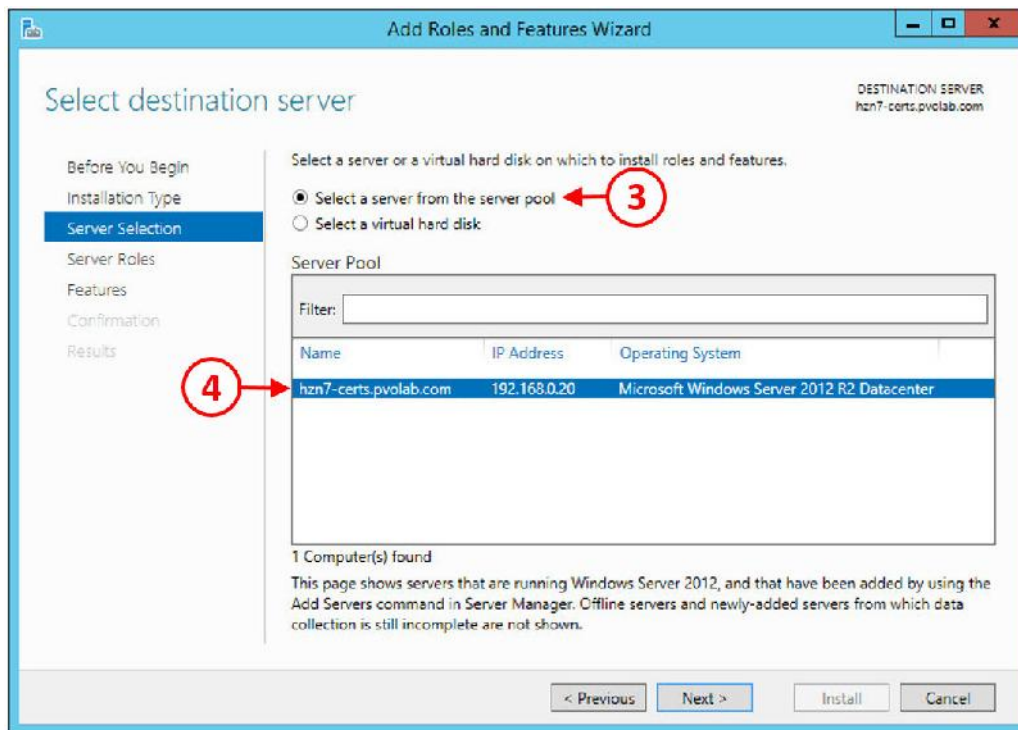 Add Roles and Features Wizard
Select destination server
DESTINATION SERVER
hzn7-certs.pvolab.com
Before You Begin
Installation Type
Server Selection
Server Roles
Features
Confirmation
Results
Select a server or a virtual hard disk on which to install roles and features.
Select a server from the server pool
3
Select a virtual hard disk
Server Pool
Filter:
Name IP Address Operating System
4
hzn7-certs.pvolab.com 192.168.0.20 Microsoft Windows Server 2012 R2 Datacenter
1 Computer(s) found
This page shows servers that are running Windows Server 2012, and that have been added by using the
Add Servers command in Server Manager. Offline servers and newly-added servers from which data
collection is still incomplete are not shown.
< Previous Next > Install Cancel